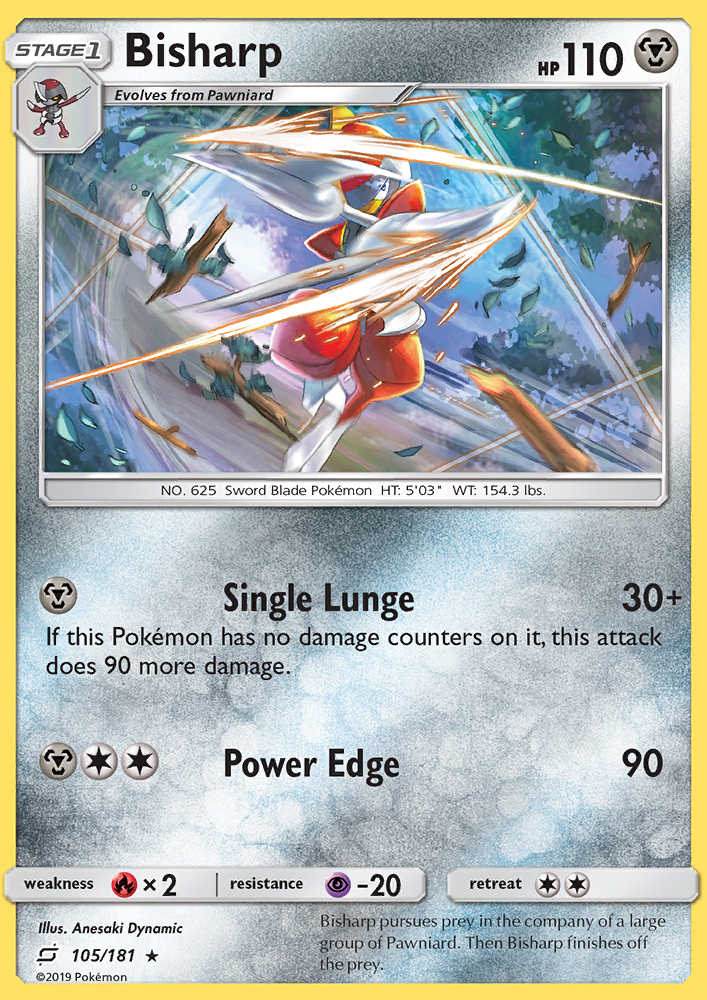 STAGE1
Bisharp
HP110
Evolves from Pawniard
NO. 625 Sword Blade Pokémon HT: 5'03" WT: 154.3 lbs.
Single Lunge 30+
If this Pokémon has no damage counters on it, this attack
does 90 more damage.
Power Edge 90
weakness ×2 resistance -20 retreat
Illus. Anesaki Dynamic
105/181 ★
©2019 Pokémon
Bisharp pursues prey in the company of a large
group of Pawniard. Then Bisharp finishes off
the prey.